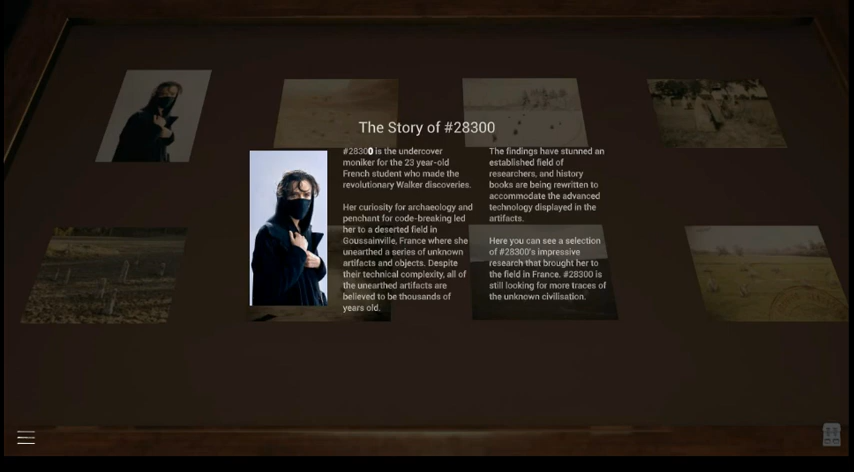 The Story of #28300
#28300 is the undercover
moniker for the 23 year-old
French student who made the
revolutionary Walker discoveries.
Her curiosity for archaeology and
penchant for code-breaking led
her to a deserted field in
Goussainville, France where she
unearthed a series of unknown
artifacts and objects. Despite
their technical complexity, all of
the unearthed artifacts are
believed to be thousands of
years old.
The findings have stunned an
established field of
researchers, and history
books are being rewritten to
accommodate the advanced
technology displayed in the
artifacts.
Here you can see a selection
of #28300's impressive
research that brought her to
the field in France. #28300 is
still looking for more traces of
the unknown civilisation.